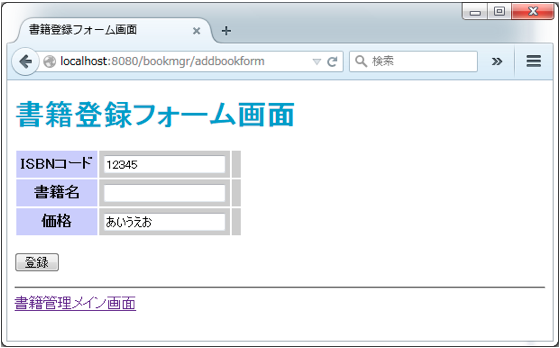 書籍登録フォーム画面
localhost:8080/bookmgr/addbookform
検索
書籍登録フォーム画面
ISBNコード 12345
書籍名
価格 あいうえお
登録
書籍管理メイン画面